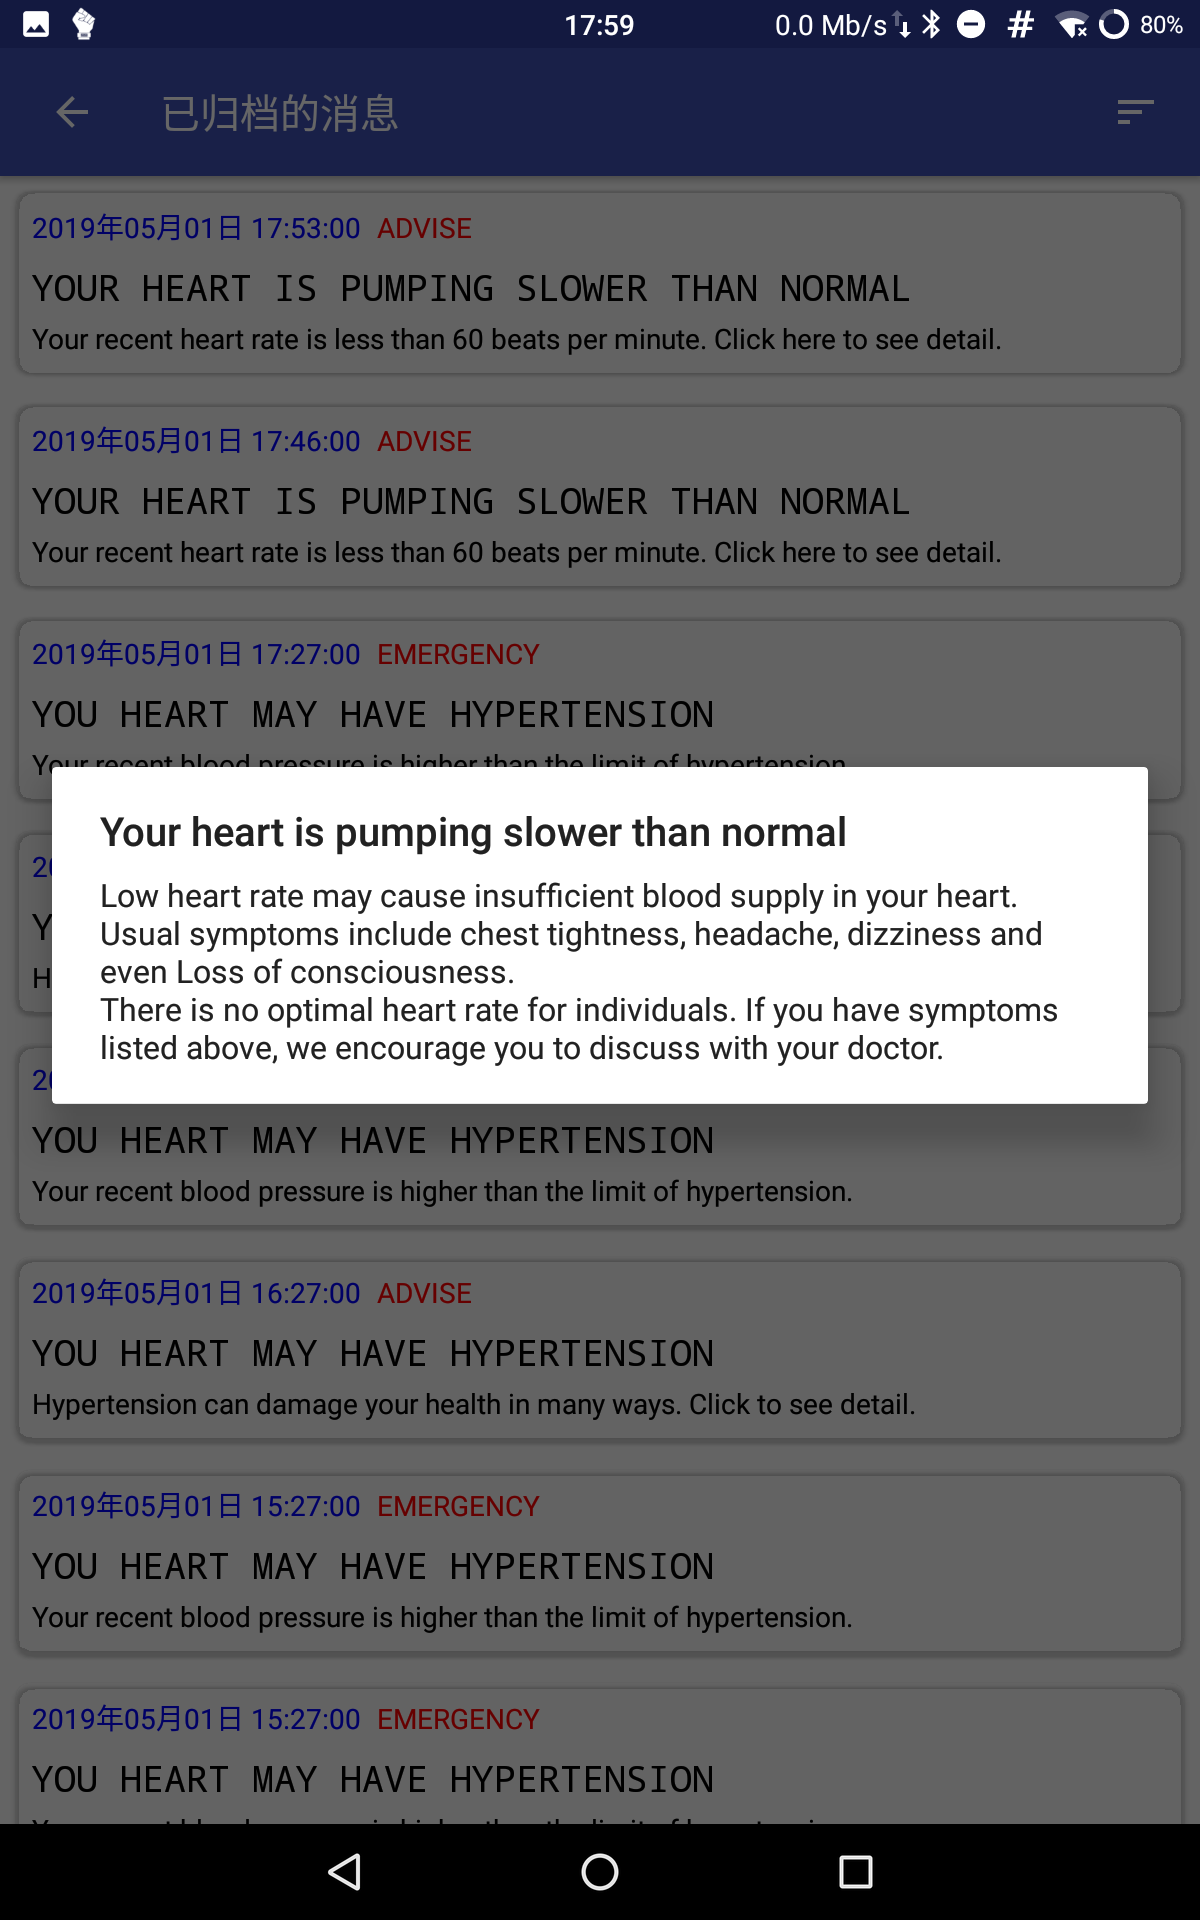 17:59
0.0 Mb/s
80%
已归档的消息
2019年05月01日 17:53:00 ADVISE
YOUR HEART IS PUMPING SLOWER THAN NORMAL
Your recent heart rate is less than 60 beats per minute. Click here to see detail.
2019年05月01日 17:46:00 ADVISE
YOUR HEART IS PUMPING SLOWER THAN NORMAL
Your recent heart rate is less than 60 beats per minute. Click here to see detail.
2019年05月01日 17:27:00 EMERGENCY
YOU HEART MAY HAVE HYPERTENSION
Your recent blood pressure is higher than the limit of hypertension.
Your heart is pumping slower than normal
Low heart rate may cause insufficient blood supply in your heart.
Usual symptoms include chest tightness, headache, dizziness and
even Loss of consciousness.
There is no optimal heart rate for individuals. If you have symptoms
listed above, we encourage you to discuss with your doctor.
YOU HEART MAY HAVE HYPERTENSION
Your recent blood pressure is higher than the limit of hypertension.
2019年05月01日 16:27:00 ADVISE
YOU HEART MAY HAVE HYPERTENSION
Hypertension can damage your health in many ways. Click to see detail.
2019年05月01日 15:27:00 EMERGENCY
YOU HEART MAY HAVE HYPERTENSION
Your recent blood pressure is higher than the limit of hypertension.
2019年05月01日 15:27:00 EMERGENCY
YOU HEART MAY HAVE HYPERTENSION